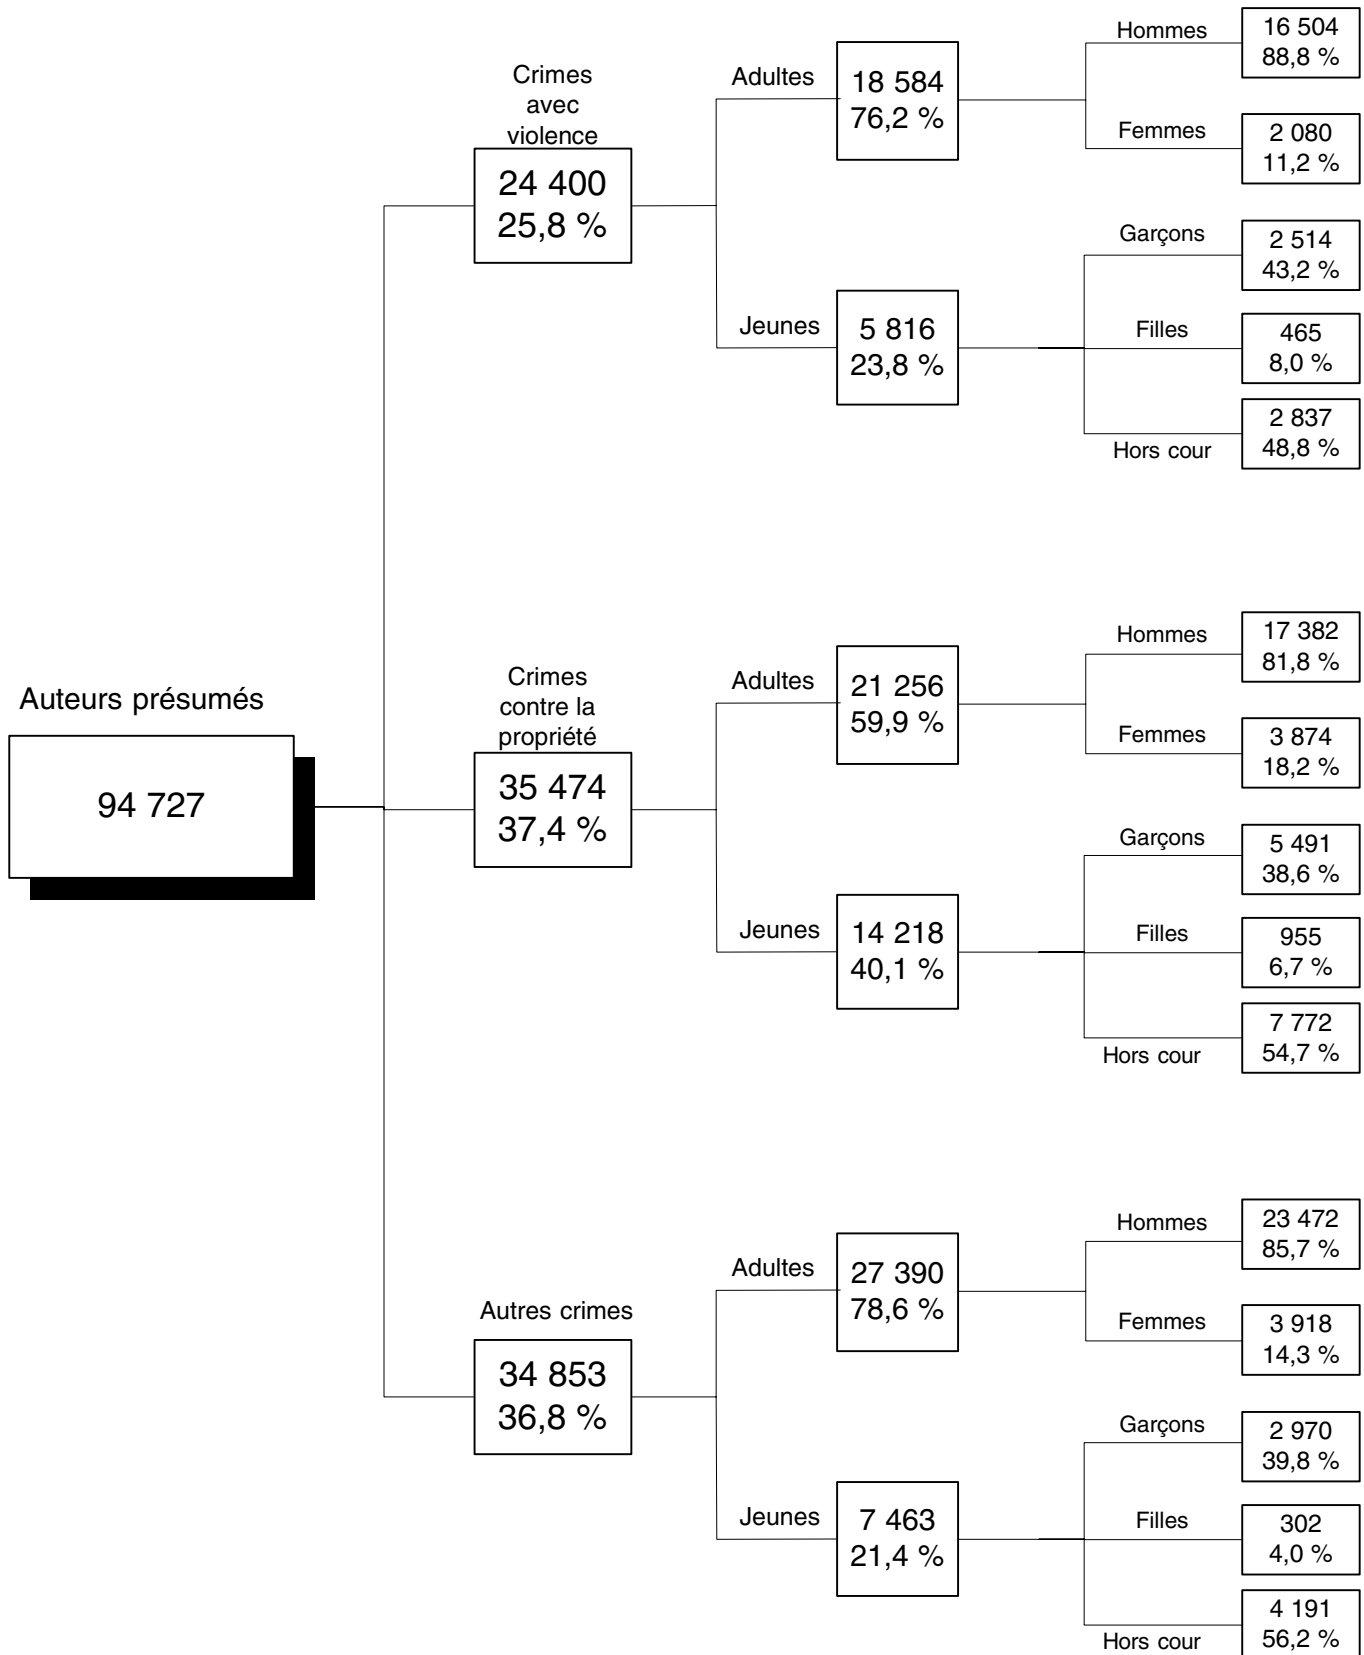 Auteurs présumés
94 727
Crimes
avec
violence
24 400
25,8 %
Adultes
18 584
76,2 %
Hommes
16 504
88,8 %
Femmes
2 080
11,2 %
Jeunes
5 816
23,8 %
Garçons
2 514
43,2 %
Filles
465
8,0 %
Hors cour
2 837
48,8 %
Crimes
contre la
propriété
35 474
37,4 %
Adultes
21 256
59,9 %
Hommes
17 382
81,8 %
Femmes
3 874
18,2 %
Jeunes
14 218
40,1 %
Garçons
5 491
38,6 %
Filles
955
6,7 %
Hors cour
7 772
54,7 %
Autres crimes
34 853
36,8 %
Adultes
27 390
78,6 %
Hommes
23 472
85,7 %
Femmes
3 918
14,3 %
Jeunes
7 463
21,4 %
Garçons
2 970
39,8 %
Filles
302
4,0 %
Hors cour
4 191
56,2 %